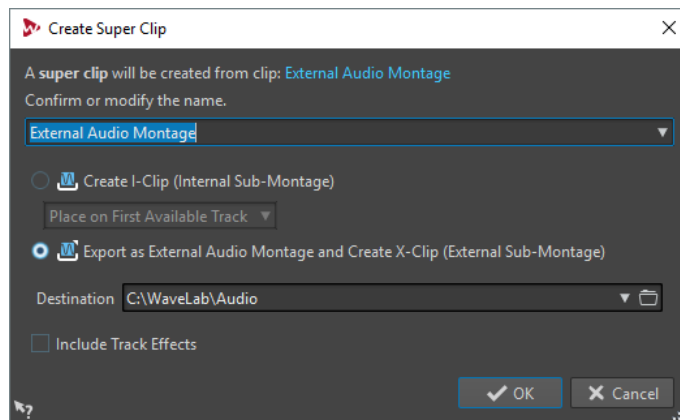 Create Super Clip
A super clip will be created from clip: External Audio Montage
Confirm or modify the name.
External Audio Montage
Create I-Clip (Internal Sub-Montage)
Place on First Available Track
Export as External Audio Montage and Create X-Clip (External Sub-Montage)
Destination C:\WaveLab\Audio
Include Track Effects
OK Cancel
?